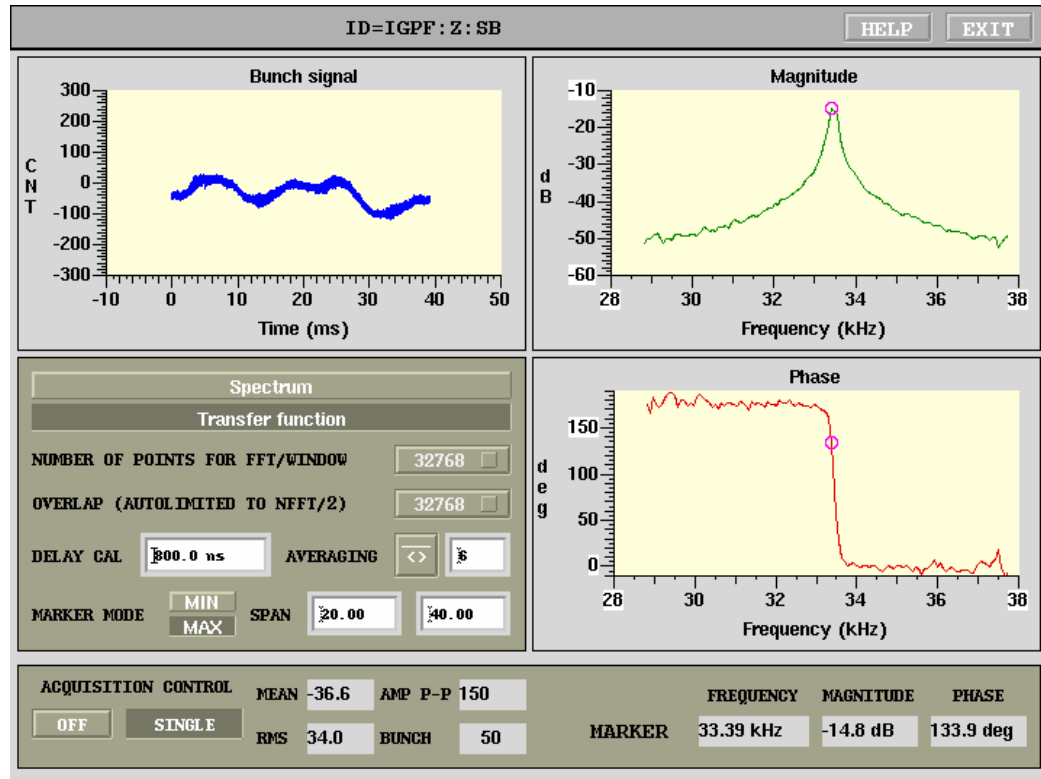 ID=IGPF:Z:SB HELP EXIT
Bunch signal
300
200
100
0
-100
-200
-300
CNT
-10 0 10 20 30 40 50
Time (ms)
Magnitude
-10
-20
-30
-40
-50
-60
dB
28 30 32 34 36 38
Frequency (kHz)
Spectrum
Transfer function
NUMBER OF POINTS FOR FFT/WINDOW 32768
OVERLAP (AUTOLIMITED TO NFFT/2) 32768
DELAY CAL 800.0 ns AVERAGING <> 6
MARKER MODE MIN MAX SPAN 20.00 40.00
Phase
150
100
50
0
deg
28 30 32 34 36 38
Frequency (kHz)
ACQUISITION CONTROL
OFF SINGLE
MEAN -36.6 AMP P-P 150
RMS 34.0 BUNCH 50
MARKER
FREQUENCY MAGNITUDE PHASE
33.39 kHz -14.8 dB 133.9 deg